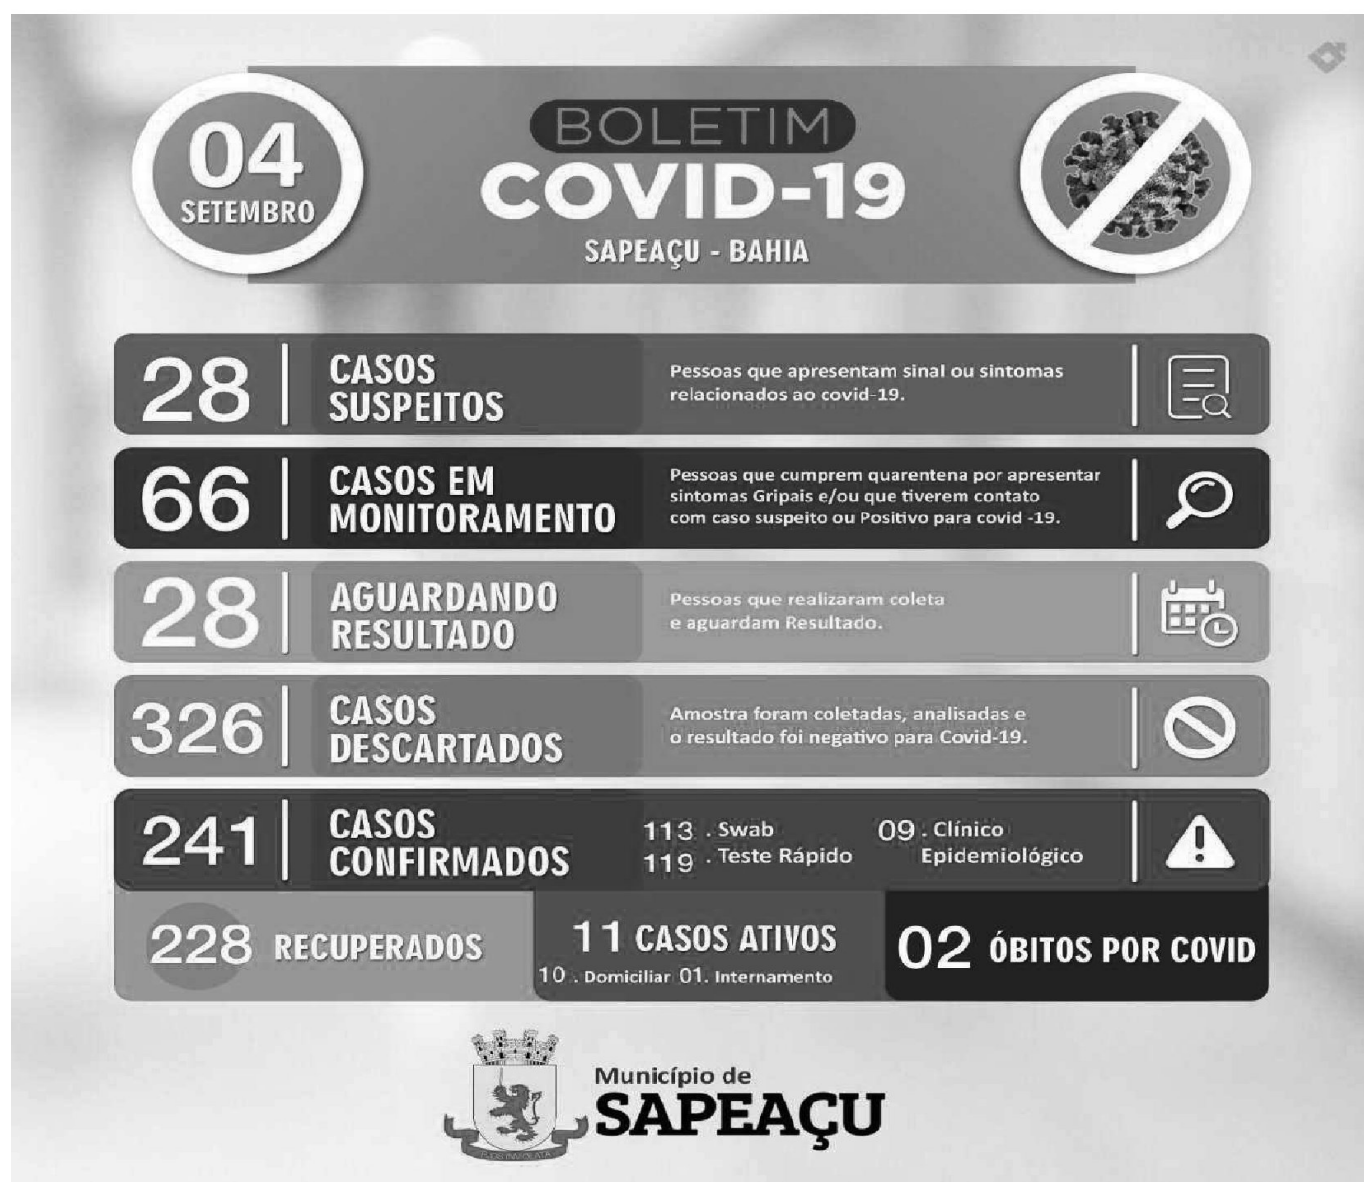 04
SETEMBRO
BOLETIM
COVID-19
SAPEAÇU - BAHIA
28
CASOS
SUSPEITOS
Pessoas que apresentam sinal ou sintomas
relacionados ao covid-19.
66
CASOS EM
MONITORAMENTO
Pessoas que cumprem quarentena por apresentar
sintomas Gripais e/ou que tiverem contato
com caso suspeito ou Positivo para covid -19.
28
AGUARDANDO
RESULTADO
Pessoas que realizaram coleta
e aguardam Resultado.
326
CASOS
DESCARTADOS
Amostra foram coletadas, analisadas e
o resultado foi negativo para Covid-19.
241
CASOS
CONFIRMADOS
113 . Swab
119 . Teste Rápido
09 . Clínico
Epidemiológico
228 RECUPERADOS
11 CASOS ATIVOS
10 . Domiciliar 01. Internamento
02 ÓBITOS POR COVID
Município de
SAPEAÇU